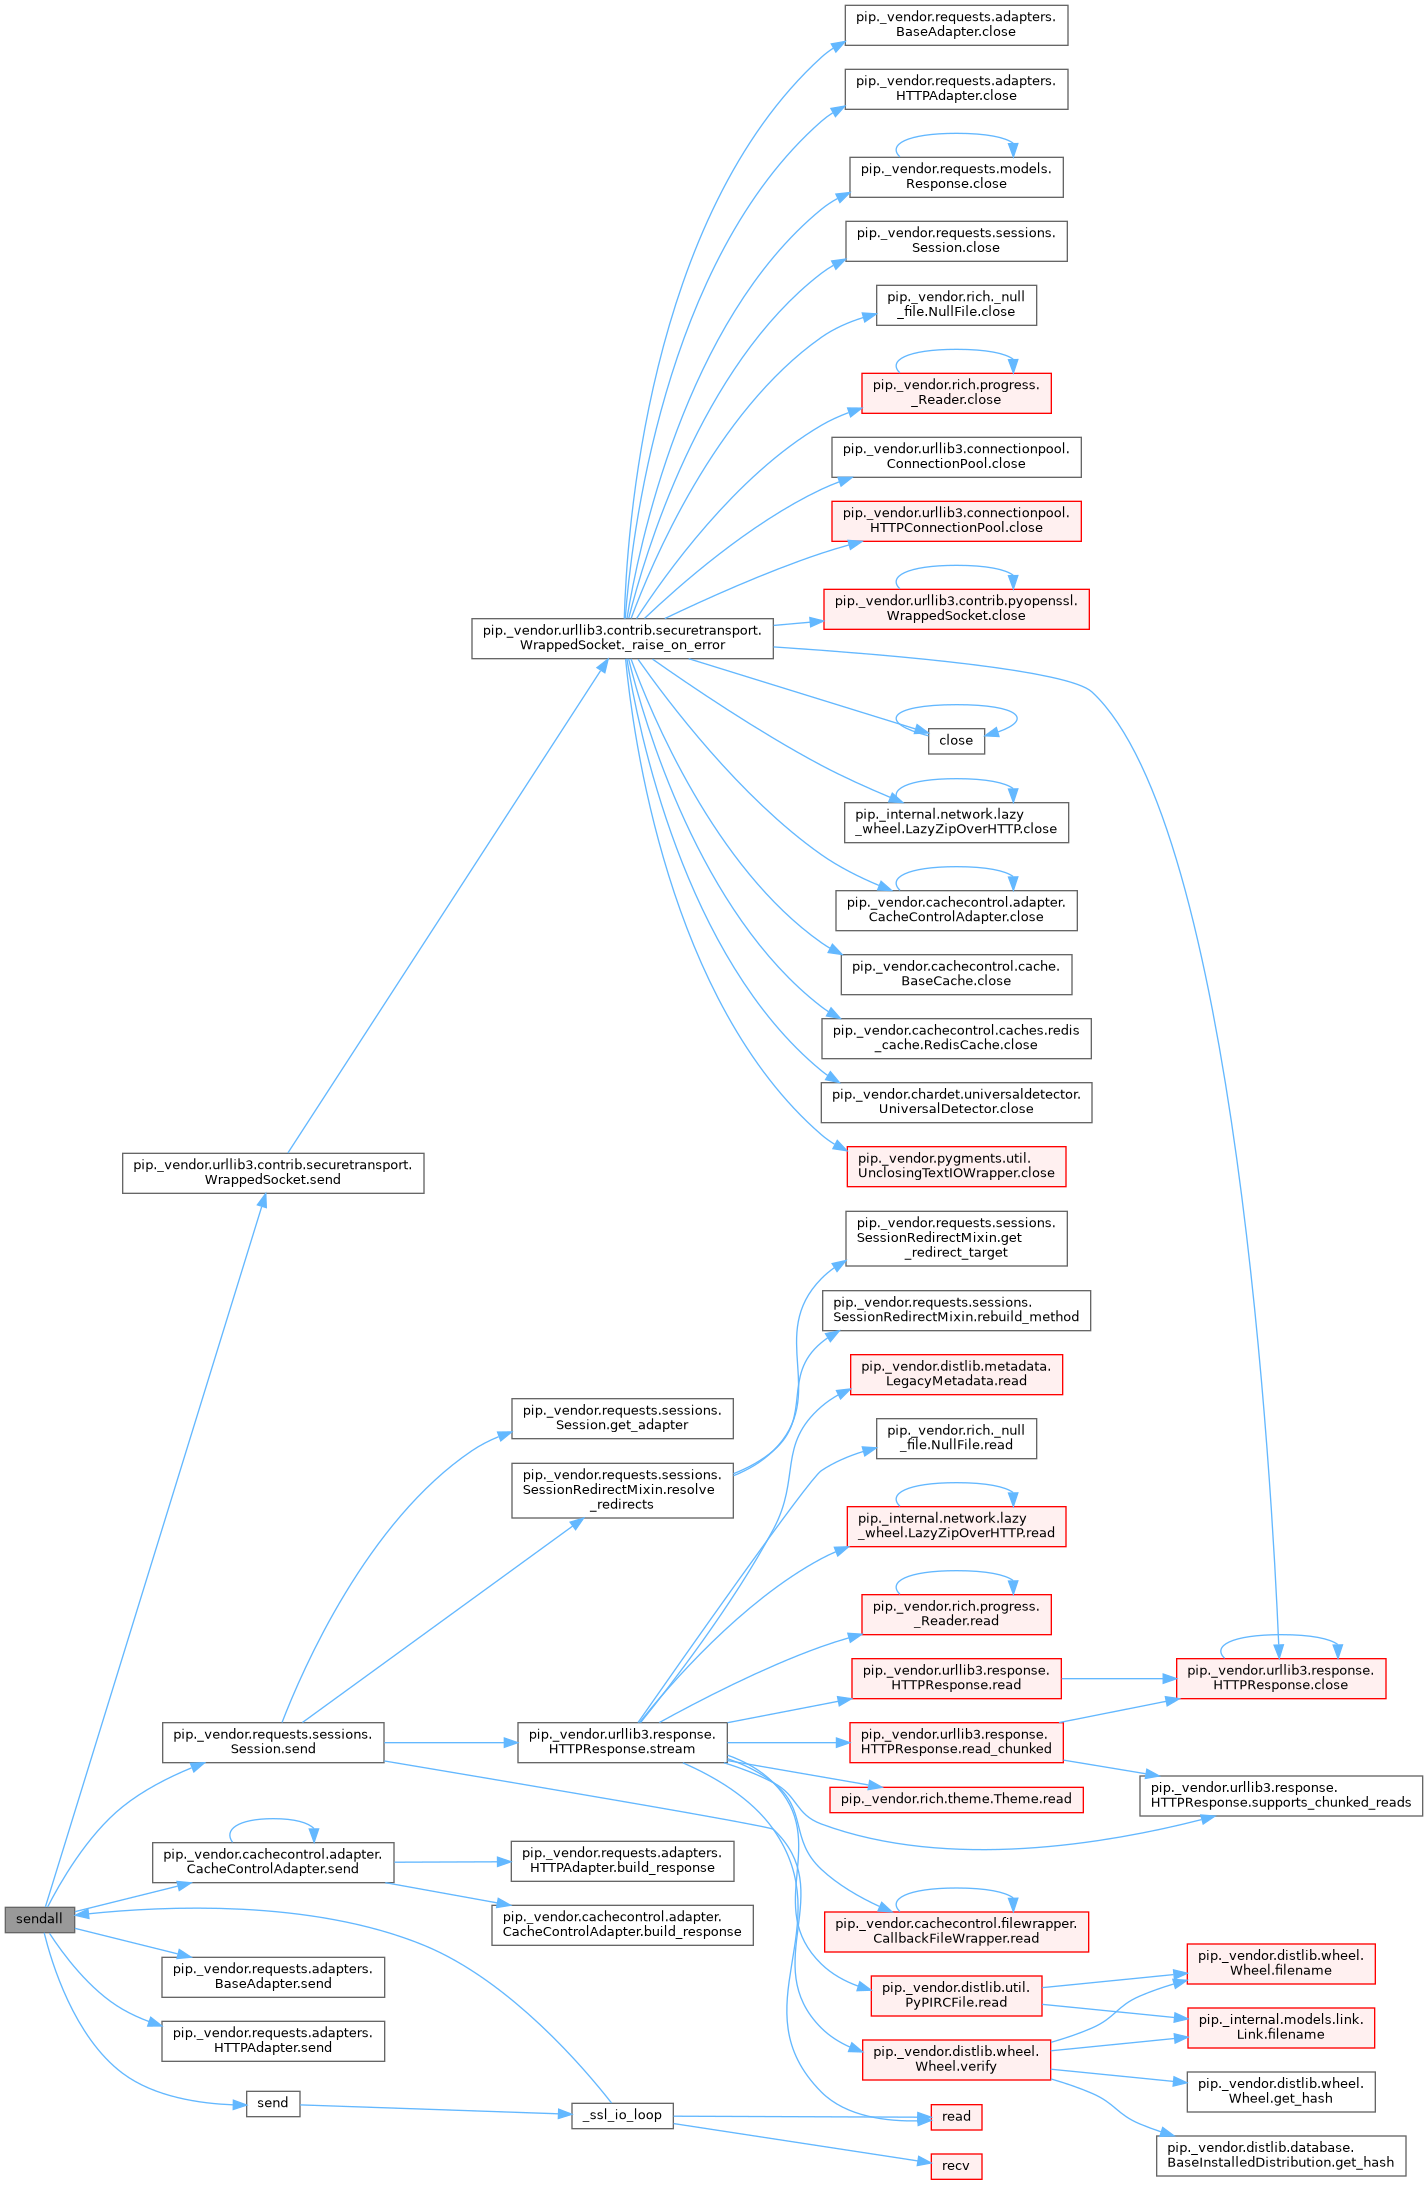 pip._vendor.requests.adapters.
BaseAdapter.close
pip._vendor.requests.adapters.
HTTPAdapter.close
pip._vendor.requests.models.
Response.close
pip._vendor.requests.sessions.
Session.close
pip._vendor.rich._null
_file.NullFile.close
pip._vendor.rich.progress.
_Reader.close
pip._vendor.urllib3.connectionpool.
ConnectionPool.close
pip._vendor.urllib3.connectionpool.
HTTPConnectionPool.close
pip._vendor.urllib3.contrib.pyopenssl.
WrappedSocket.close
pip._vendor.urllib3.contrib.securetransport.
WrappedSocket._raise_on_error
close
pip._internal.network.lazy
_wheel.LazyZipOverHTTP.close
pip._vendor.cachecontrol.adapter.
CacheControlAdapter.close
pip._vendor.cachecontrol.cache.
BaseCache.close
pip._vendor.cachecontrol.caches.redis
_cache.RedisCache.close
pip._vendor.chardet.universaldetector.
UniversalDetector.close
pip._vendor.pygments.util.
UnclosingTextIOWrapper.close
pip._vendor.urllib3.contrib.securetransport.
WrappedSocket.send
pip._vendor.requests.sessions.
SessionRedirectMixin.get
_redirect_target
pip._vendor.requests.sessions.
SessionRedirectMixin.rebuild_method
pip._vendor.distlib.metadata.
LegacyMetadata.read
pip._vendor.requests.sessions.
Session.get_adapter
pip._vendor.rich._null
_file.NullFile.read
pip._vendor.requests.sessions.
SessionRedirectMixin.resolve
_redirects
pip._internal.network.lazy
_wheel.LazyZipOverHTTP.read
pip._vendor.rich.progress.
_Reader.read
pip._vendor.urllib3.response.
HTTPResponse.read
pip._vendor.urllib3.response.
HTTPResponse.close
pip._vendor.requests.sessions.
Session.send
pip._vendor.urllib3.response.
HTTPResponse.stream
pip._vendor.urllib3.response.
HTTPResponse.read_chunked
pip._vendor.rich.theme.Theme.read
pip._vendor.urllib3.response.
HTTPResponse.supports_chunked_reads
pip._vendor.cachecontrol.adapter.
CacheControlAdapter.send
pip._vendor.requests.adapters.
HTTPAdapter.build_response
sendall
pip._vendor.cachecontrol.adapter.
CacheControlAdapter.build_response
pip._vendor.cachecontrol.filewrapper.
CallbackFileWrapper.read
pip._vendor.requests.adapters.
BaseAdapter.send
pip._vendor.distlib.util.
PyPIRCFile.read
pip._vendor.distlib.wheel.
Wheel.filename
pip._vendor.requests.adapters.
HTTPAdapter.send
pip._vendor.distlib.wheel.
Wheel.verify
pip._internal.models.link.
Link.filename
pip._vendor.distlib.wheel.
Wheel.get_hash
send
_ssl_io_loop
read
pip._vendor.distlib.database.
BaseInstalledDistribution.get_hash
recv